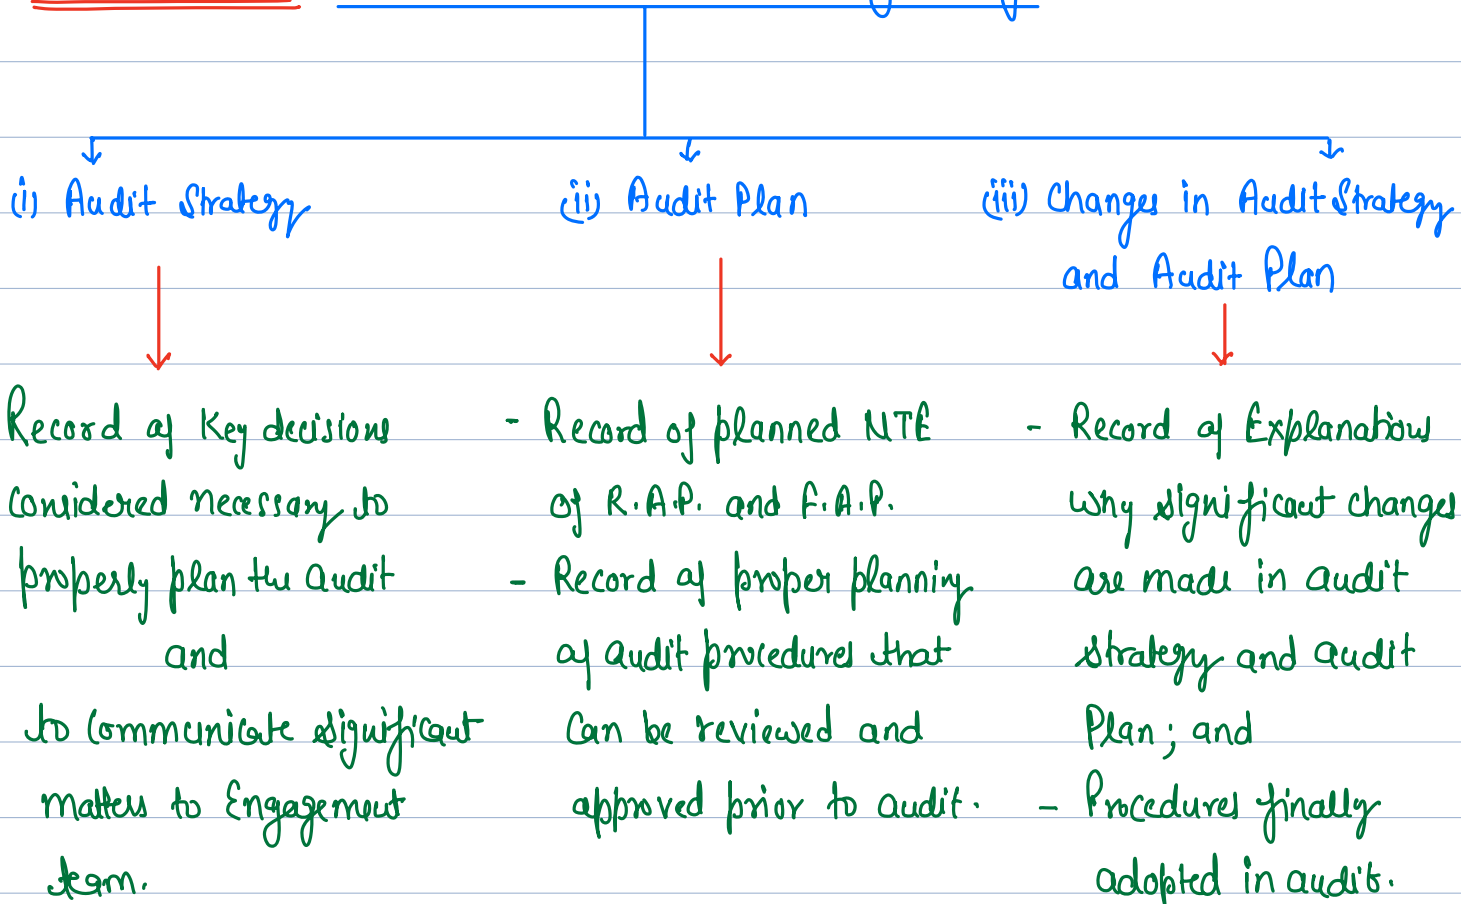 (i) Audit Strategy
Record of Key decisions
considered necessary to
properly plan the audit
and
to communicate significant
matters to Engagement
team.
(ii) Audit Plan
- Record of planned NTE
of R.A.P. and F.A.P.
- Record of proper planning
of audit procedures that
can be reviewed and
approved prior to audit.
(iii) Changes in Audit Strategy
and Audit Plan
- Record of Explanations
why significant changes
are made in audit
strategy and audit
Plan; and
- Procedures finally
adopted in audit.